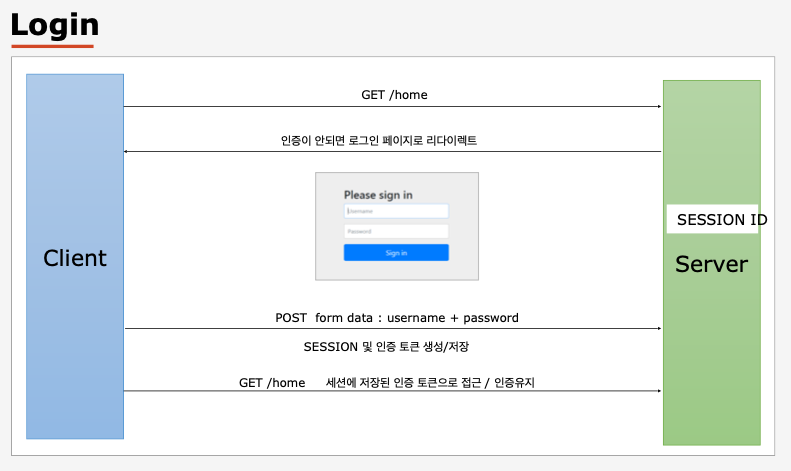 Login
GET /home
인증이 안되면 로그인 페이지로 리다이렉트
Please sign in
Username
Password
Sign in
SESSION ID
Client
Server
POST form data : username + password
SESSION 및 인증 토큰 생성/저장
GET /home 세션에 저장된 인증 토큰으로 접근 / 인증유지